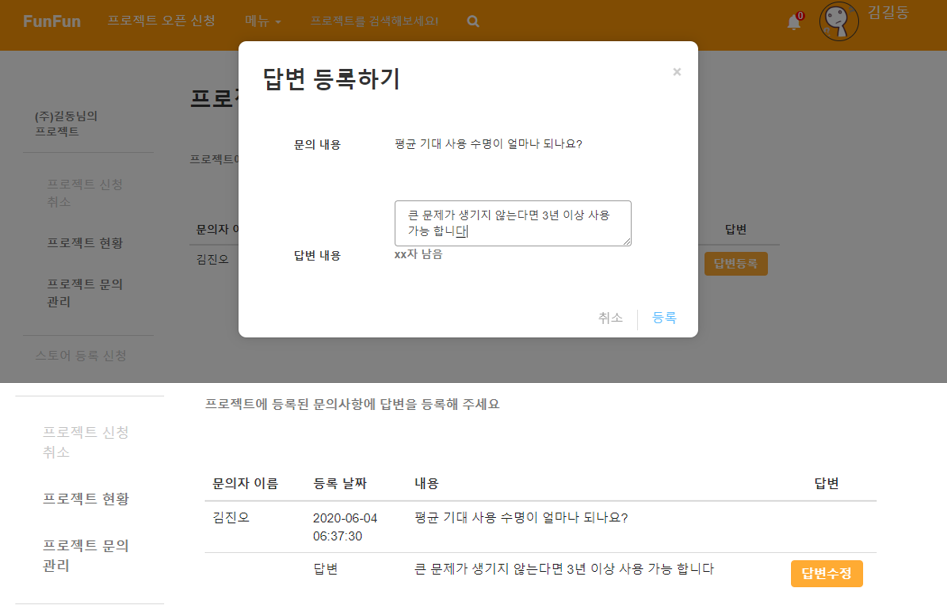 FunFun 프로젝트 오픈 신청 메뉴 프로젝트를 검색해보세요! 0 김길동
답변 등록하기 ×
프로
(주)길동님의
프로젝트
문의 내용 평균 기대 사용 수명이 얼마나 되나요?
프로젝트에
프로젝트 신청
취소
큰 문제가 생기지 않는다면 3년 이상 사용
가능 합니다
문의자 이 답변
프로젝트 현황
xx자 남음
답변 내용
김진오 답변등록
프로젝트 문의
관리
취소 등록
스토어 등록 신청
프로젝트에 등록된 문의사항에 답변을 등록해 주세요
프로젝트 신청
취소
문의자 이름 등록 날짜 내용 답변
프로젝트 현황
김진오 2020-06-04 평균 기대 사용 수명이 얼마나 되나요?
06:37:30
프로젝트 문의
관리
답변 큰 문제가 생기지 않는다면 3년 이상 사용 가능 합니다 답변수정